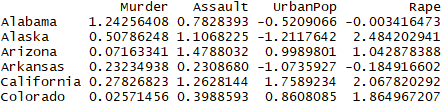 Murder Assault UrbanPop Rape
Alabama 1.24256408 0.7828393 -0.5209066 -0.003416473
Alaska 0.50786248 1.1068225 -1.2117642 2.484202941
Arizona 0.07163341 1.4788032 0.9989801 1.042878388
Arkansas 0.23234938 0.2308680 -1.0735927 -0.184916602
California 0.27826823 1.2628144 1.7589234 2.067820292
Colorado 0.02571456 0.3988593 0.8608085 1.864967207